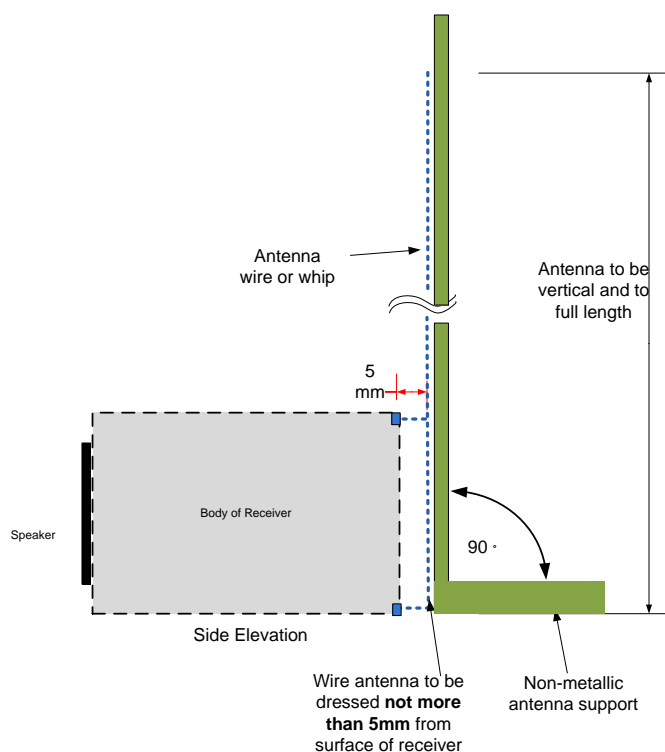 Antenna
wire or whip
Antenna to be
vertical and to
full length
5
mm
Speaker
Body of Receiver
90 °
Side Elevation
Wire antenna to be
dressed not more
than 5mm from
surface of receiver
Non-metallic
antenna support